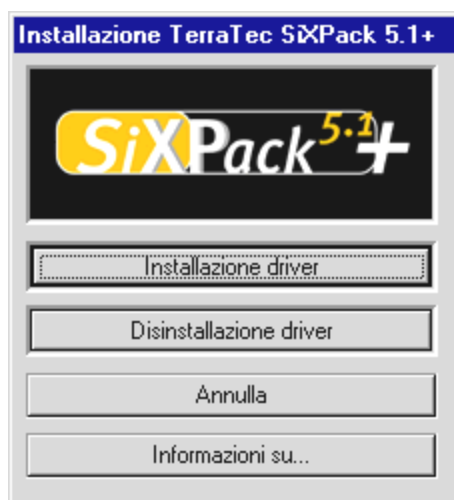 Installazione TerraTec SiXPack 5.1+
SiXPack 5.1+
Installazione driver
Disinstallazione driver
Annulla
Informazioni su...